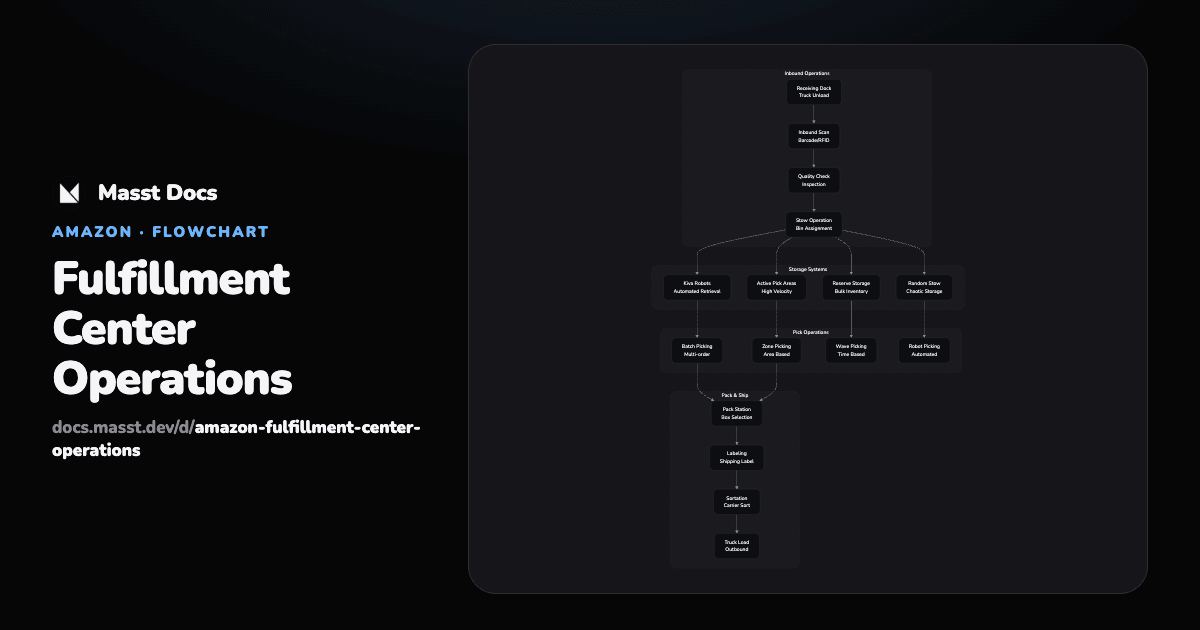 Masst Docs
AMAZON · FLOWCHART
Fulfillment
Center
Operations
docs.masst.dev/d/amazon-fulfillment-center-
operations
Inbound Operations
Receiving Dock
Truck Unload
Inbound Scan
Barcode/RFID
Quality Check
Inspection
Stow Operation
Bin Assignment
Storage Systems
Kiva Robots
Automated Retrieval
Active Pick Areas
High Velocity
Reserve Storage
Bulk Inventory
Random Stow
Chaotic Storage
Pick Operations
Batch Picking
Multi-order
Zone Picking
Area Based
Wave Picking
Time Based
Robot Picking
Automated
Pack & Ship
Pack Station
Box Selection
Labeling
Shipping Label
Sortation
Carrier Sort
Truck Load
Outbound